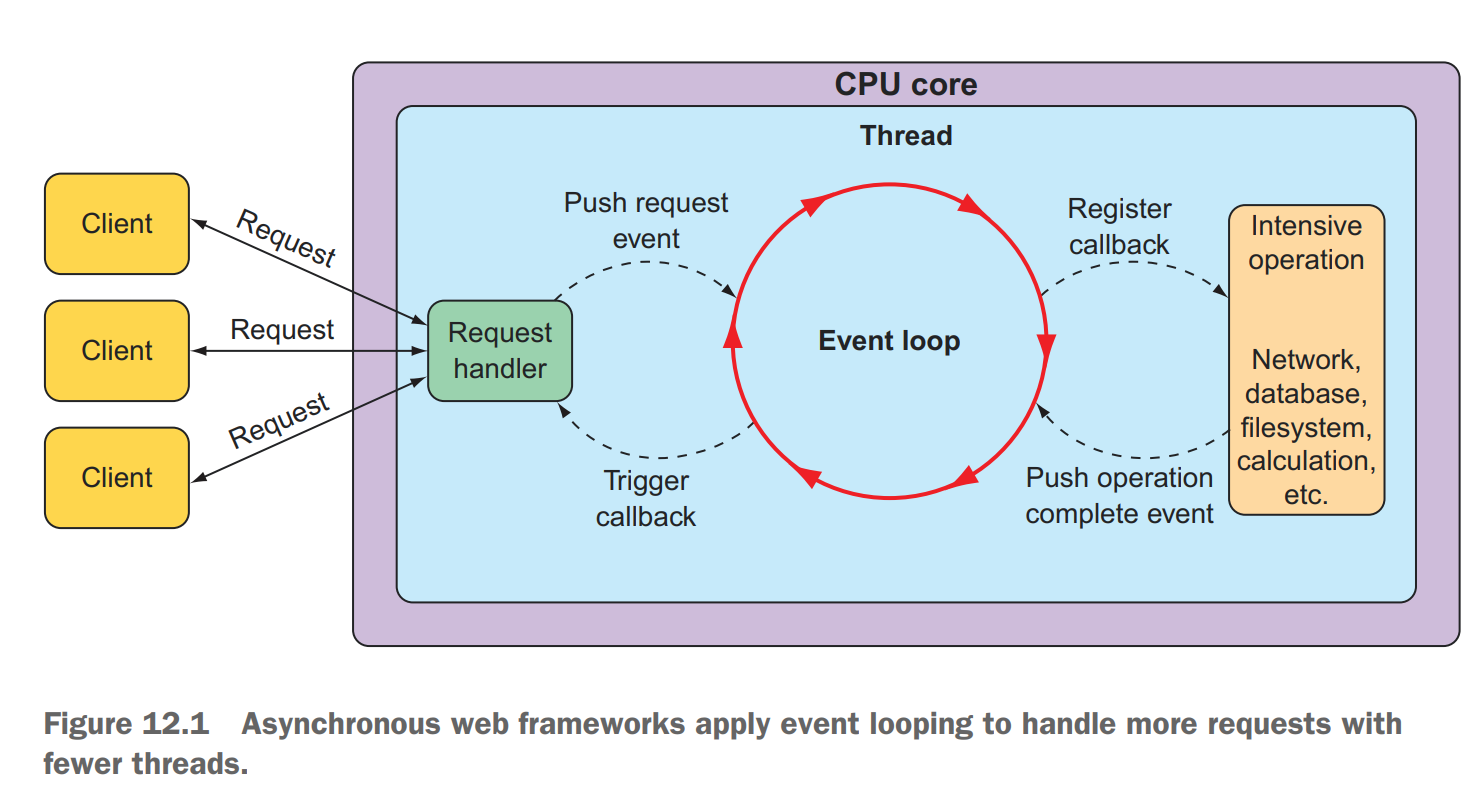 CPU core
Thread
Client
Client
Client
Request
Request
Request
Request
handler
Push request
event
Trigger
callback
Event loop
Register
callback
Push operation
complete event
Intensive
operation
Network,
database,
filesystem,
calculation,
etc.
Figure 12.1 Asynchronous web frameworks apply event looping to handle more requests with
fewer threads.